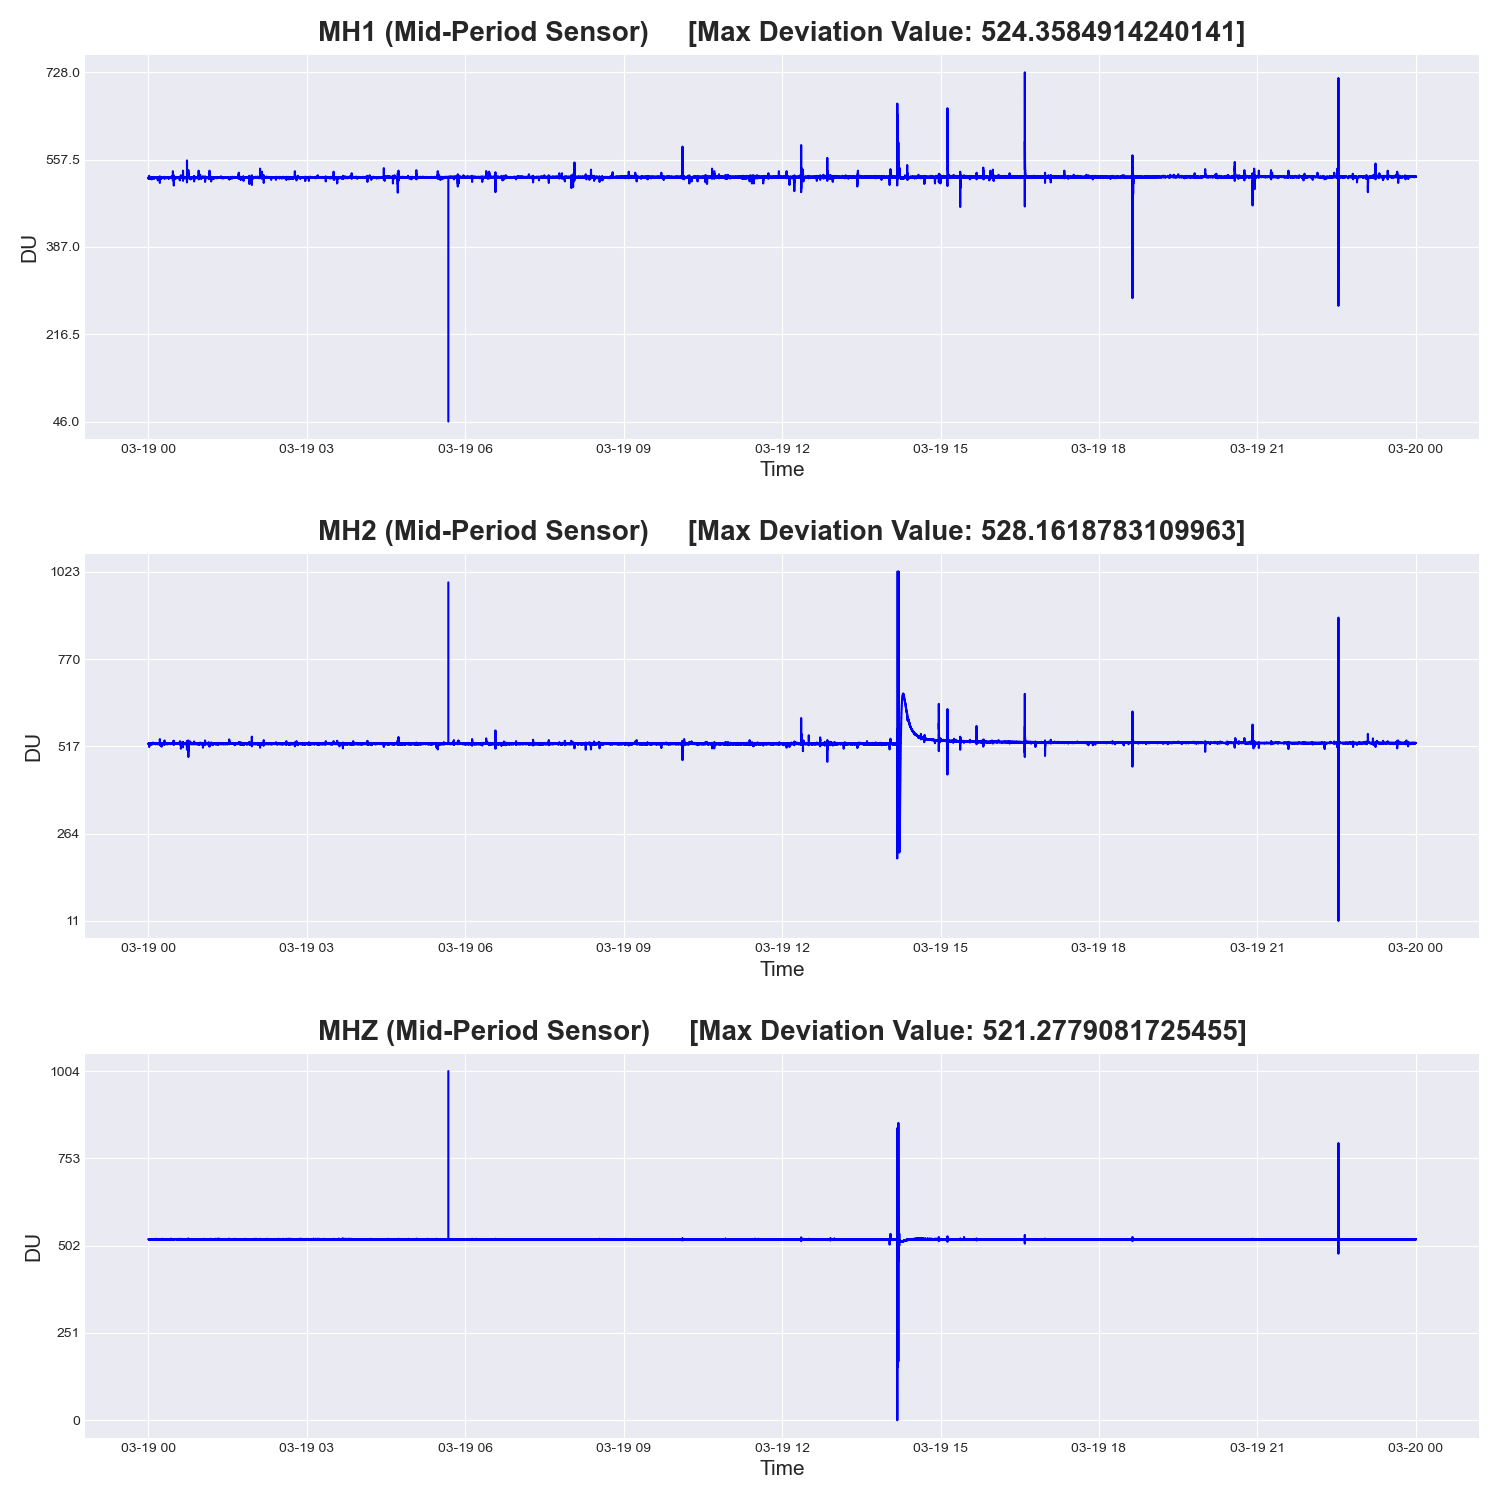 MH1 (Mid-Period Sensor) [Max Deviation Value: 524.3584914240141]
728.0
557.5
387.0
216.5
46.0
DU
03-19 00 03-19 03 03-19 06 03-19 09 03-19 12 03-19 15 03-19 18 03-19 21 03-20 00
Time
MH2 (Mid-Period Sensor) [Max Deviation Value: 528.1618783109963]
1023
770
517
264
11
DU
03-19 00 03-19 03 03-19 06 03-19 09 03-19 12 03-19 15 03-19 18 03-19 21 03-20 00
Time
MHZ (Mid-Period Sensor) [Max Deviation Value: 521.2779081725455]
1004
753
502
251
0
DU
03-19 00 03-19 03 03-19 06 03-19 09 03-19 12 03-19 15 03-19 18 03-19 21 03-20 00
Time